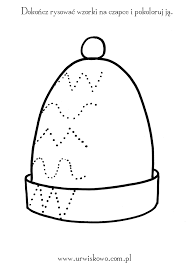 Dokończ rysować wzorki na czapce i pokoloruj ją.
www.urwiskowo.com.pl